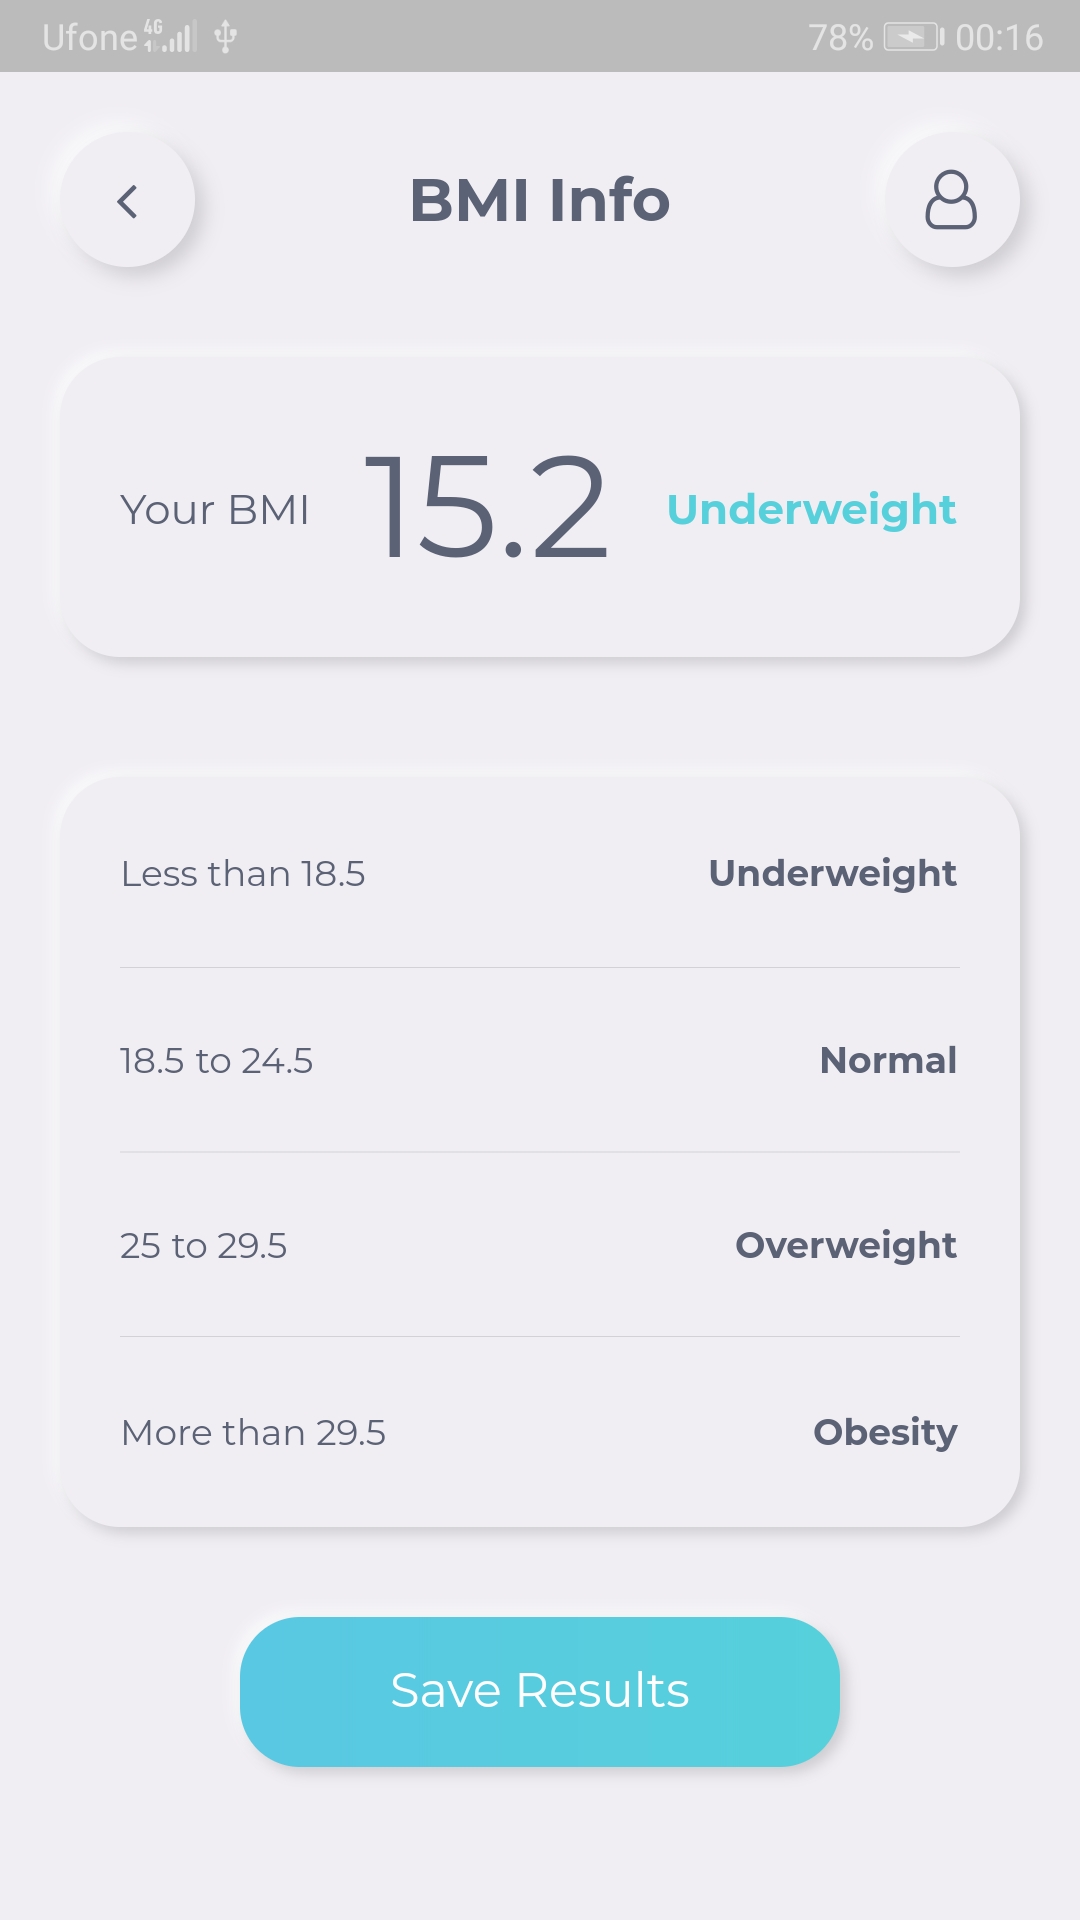 Ufone 4G 78% 00:16
BMI Info
Your BMI 15.2 Underweight
Less than 18.5 Underweight
18.5 to 24.5 Normal
25 to 29.5 Overweight
More than 29.5 Obesity
Save Results